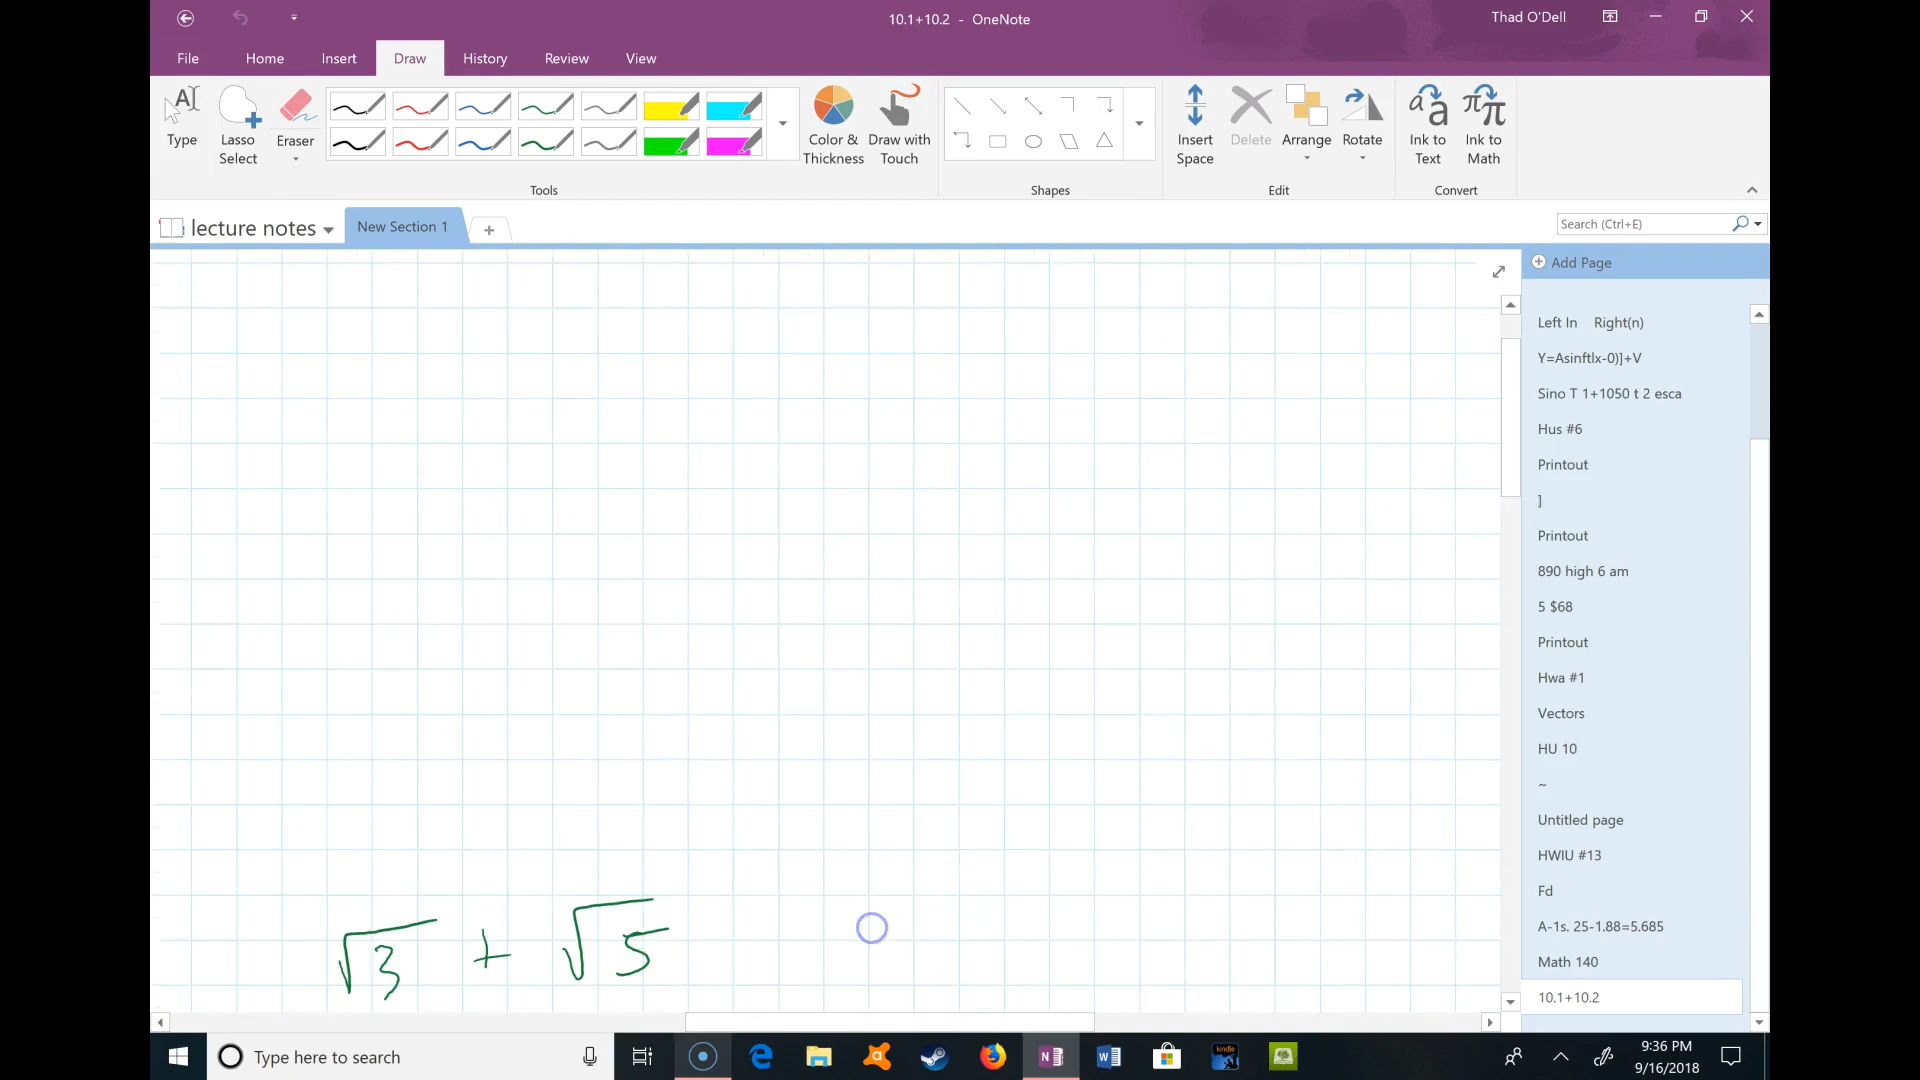 10.1+10.2 - OneNote
Thad O'Dell
File Home Insert Draw History Review View
Type
Lasso Select
Eraser
Color & Thickness
Draw with Touch
Insert Space
Delete
Arrange
Rotate
Ink to Text
Ink to Math
Tools
Shapes
Edit
Convert
lecture notes
New Section 1
Search (Ctrl+E)
Add Page
Left In Right(n)
Y=Asinftlx-0)]+V
Sino T 1+1050 t 2 esca
Hus #6
Printout
]
Printout
890 high 6 am
5 $68
Printout
Hwa #1
Vectors
HU 10
~
Untitled page
HWIU #13
Fd
A-1s. 25-1.88=5.685
Math 140
10.1+10.2
√3 + √5
Type here to search
9:36 PM
9/16/2018